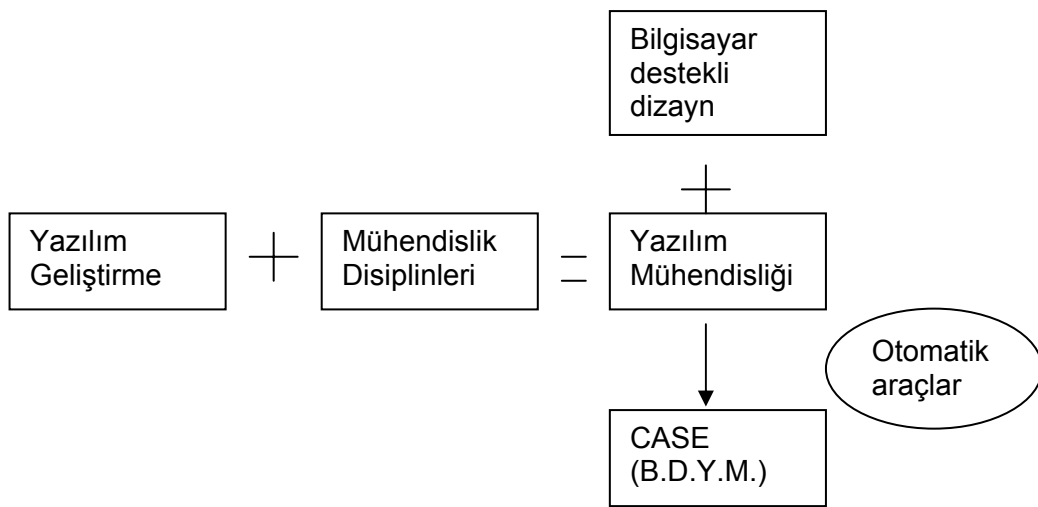 Bilgisayar
destekli
dizayn
Yazılım
Geliştirme
Mühendislik
Disiplinleri
Yazılım
Mühendisliği
Otomatik
araçlar
CASE
(B.D.Y.M.)